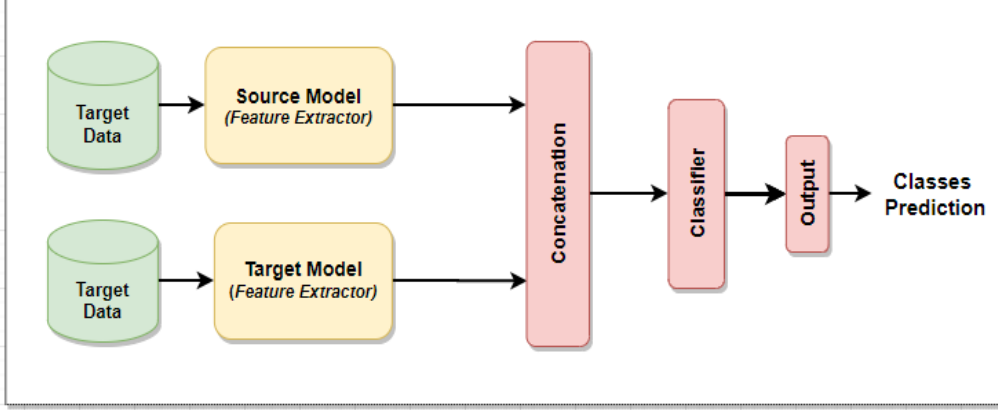 Target
Data
Source Model
(Feature Extractor)
Target
Data
Target Model
(Feature Extractor)
Concatenation
Classifier
Output
Classes
Prediction